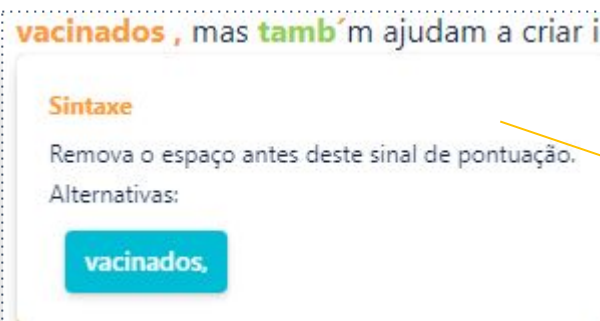 vacinados , mas tamb´m ajudam a criar i
Sintaxe
Remova o espaço antes deste sinal de pontuação.
Alternativas:
vacinados,